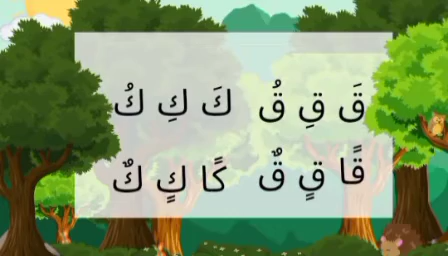 قَ قِ قُ كَ كِ كُ
قًا قٍ قٌ كًا كٍ كٌ